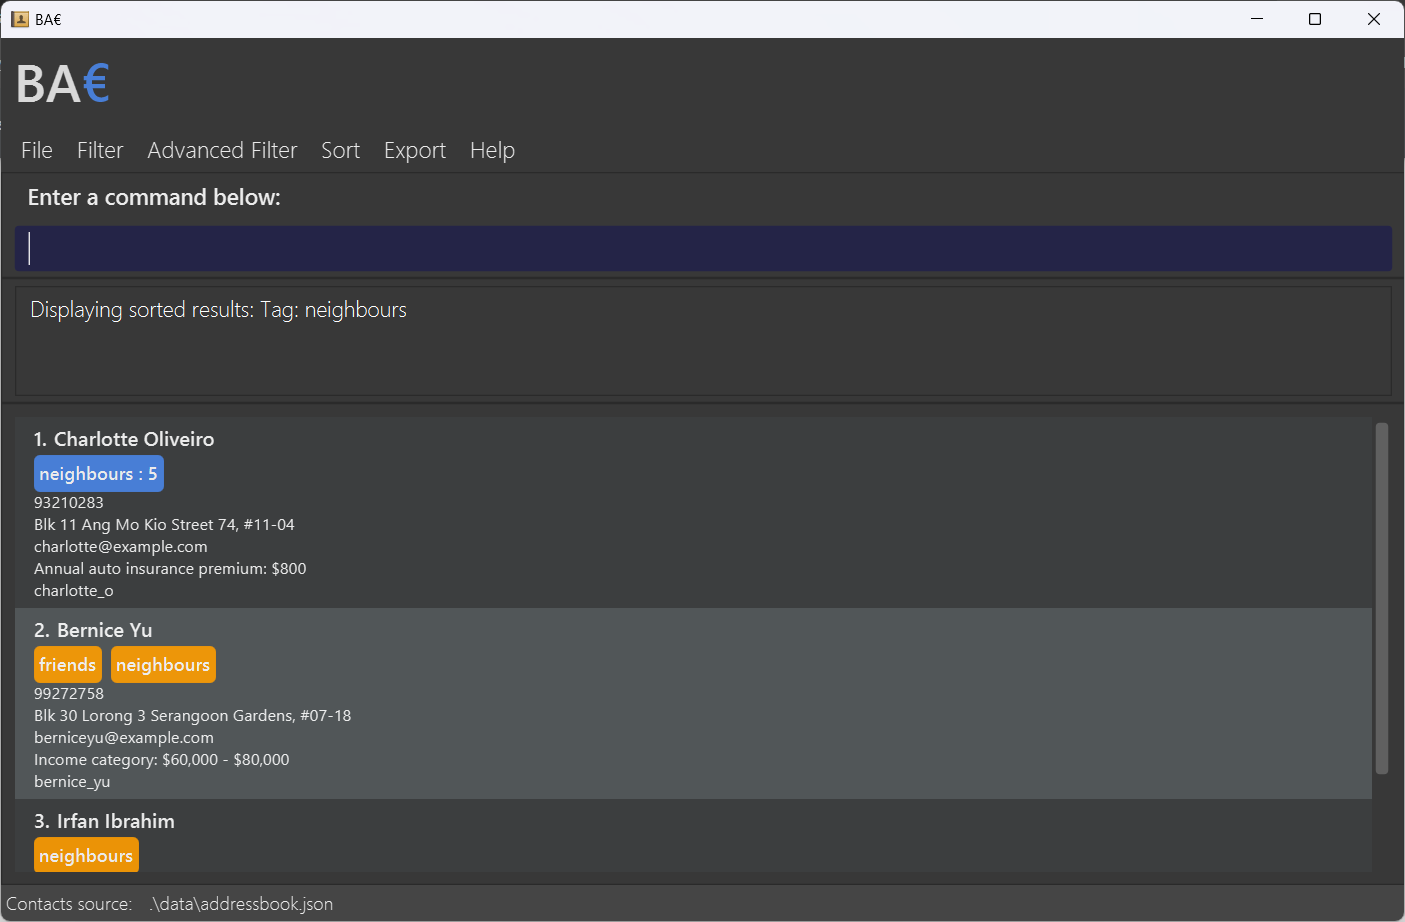 BA€
BA€
File Filter Advanced Filter Sort Export Help
Enter a command below:
Displaying sorted results: Tag: neighbours
1. Charlotte Oliveiro
neighbours : 5
93210283
Blk 11 Ang Mo Kio Street 74, #11-04
charlotte@example.com
Annual auto insurance premium: $800
charlotte_o
2. Bernice Yu
friends neighbours
99272758
Blk 30 Lorong 3 Serangoon Gardens, #07-18
berniceyu@example.com
Income category: $60,000 - $80,000
bernice_yu
3. Irfan Ibrahim
neighbours
Contacts source: .\data\addressbook.json